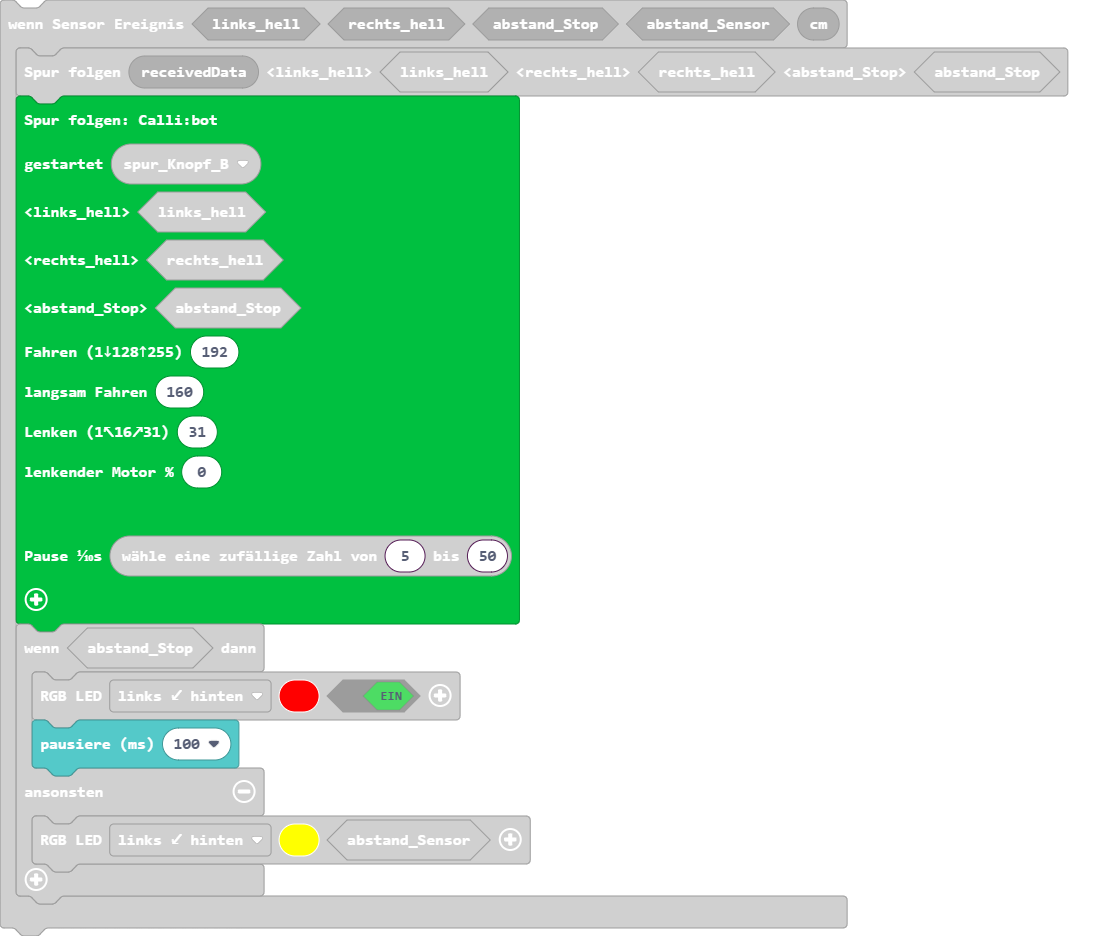 wenn Sensor Ereignis links_hell rechts_hell abstand_Stop abstand_Sensor cm
Spur folgen receivedData <links_hell> links_hell <rechts_hell> rechts_hell <abstand_Stop> abstand_Stop
Spur folgen: Calli:bot
gestartet spur_Knopf_B
<links_hell> links_hell
<rechts_hell> rechts_hell
<abstand_Stop> abstand_Stop
Fahren (1↓128↑255) 192
langsam Fahren 160
Lenken (1↖16↗31) 31
lenkender Motor % 0
Pause ⅒s wähle eine zufällige Zahl von 5 bis 50
wenn abstand_Stop dann
RGB LED links ↙ hinten EIN
pausiere (ms) 100
ansonsten
RGB LED links ↙ hinten abstand_Sensor